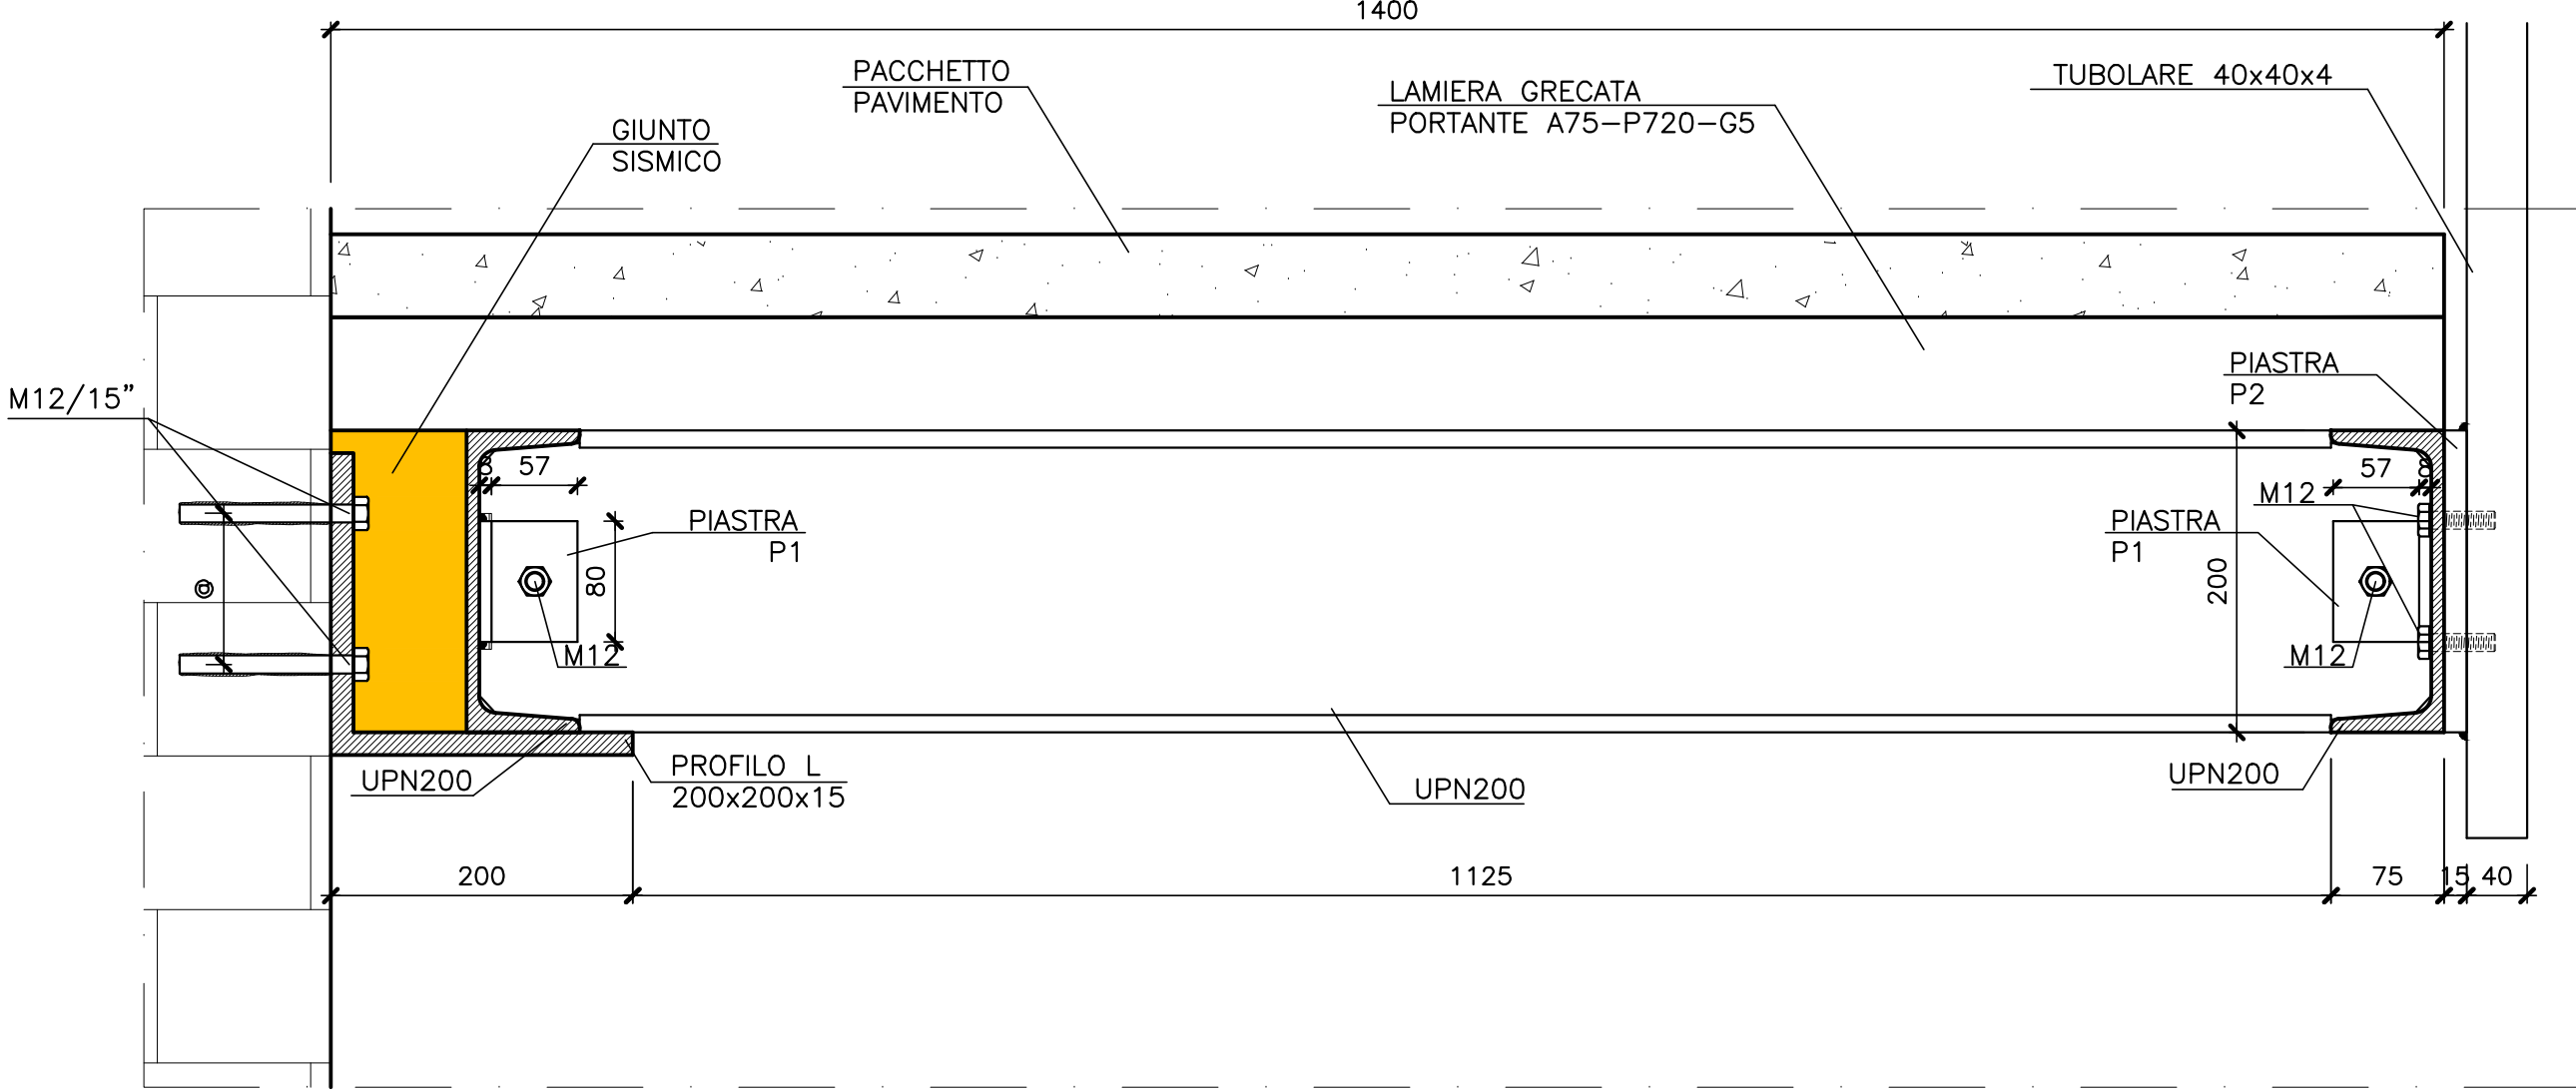 1400
PACCHETTO
PAVIMENTO
LAMIERA GRECATA
PORTANTE A75-P720-G5
TUBOLARE 40x40x4
GIUNTO
SISMICO
M12/15”
PIASTRA
P2
8
57
57
8
M12
PIASTRA
P1
PIASTRA
P1
@
80
200
M12
M12
PROFILO L
200x200x15
UPN200
UPN200
UPN200
200
1125
75
15
40